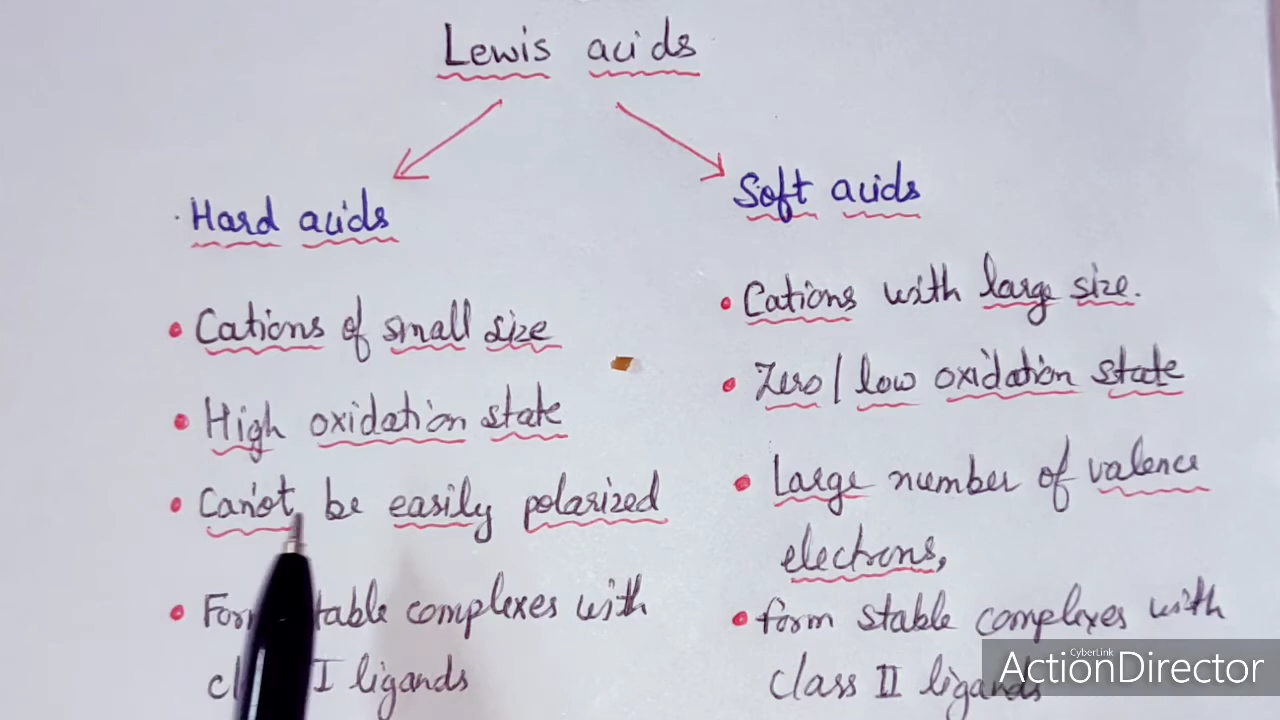 Lewis acids
Hard acids
• Cations of small size
• High oxidation state
• Can'ot be easily polarized
• complexes with
I ligands
Soft acids
• Cations with large size.
• Zero/low oxidation state
• Large number of valence
electrons,
• form stable complexes with
class II ligands
CyberLink
ActionDirector